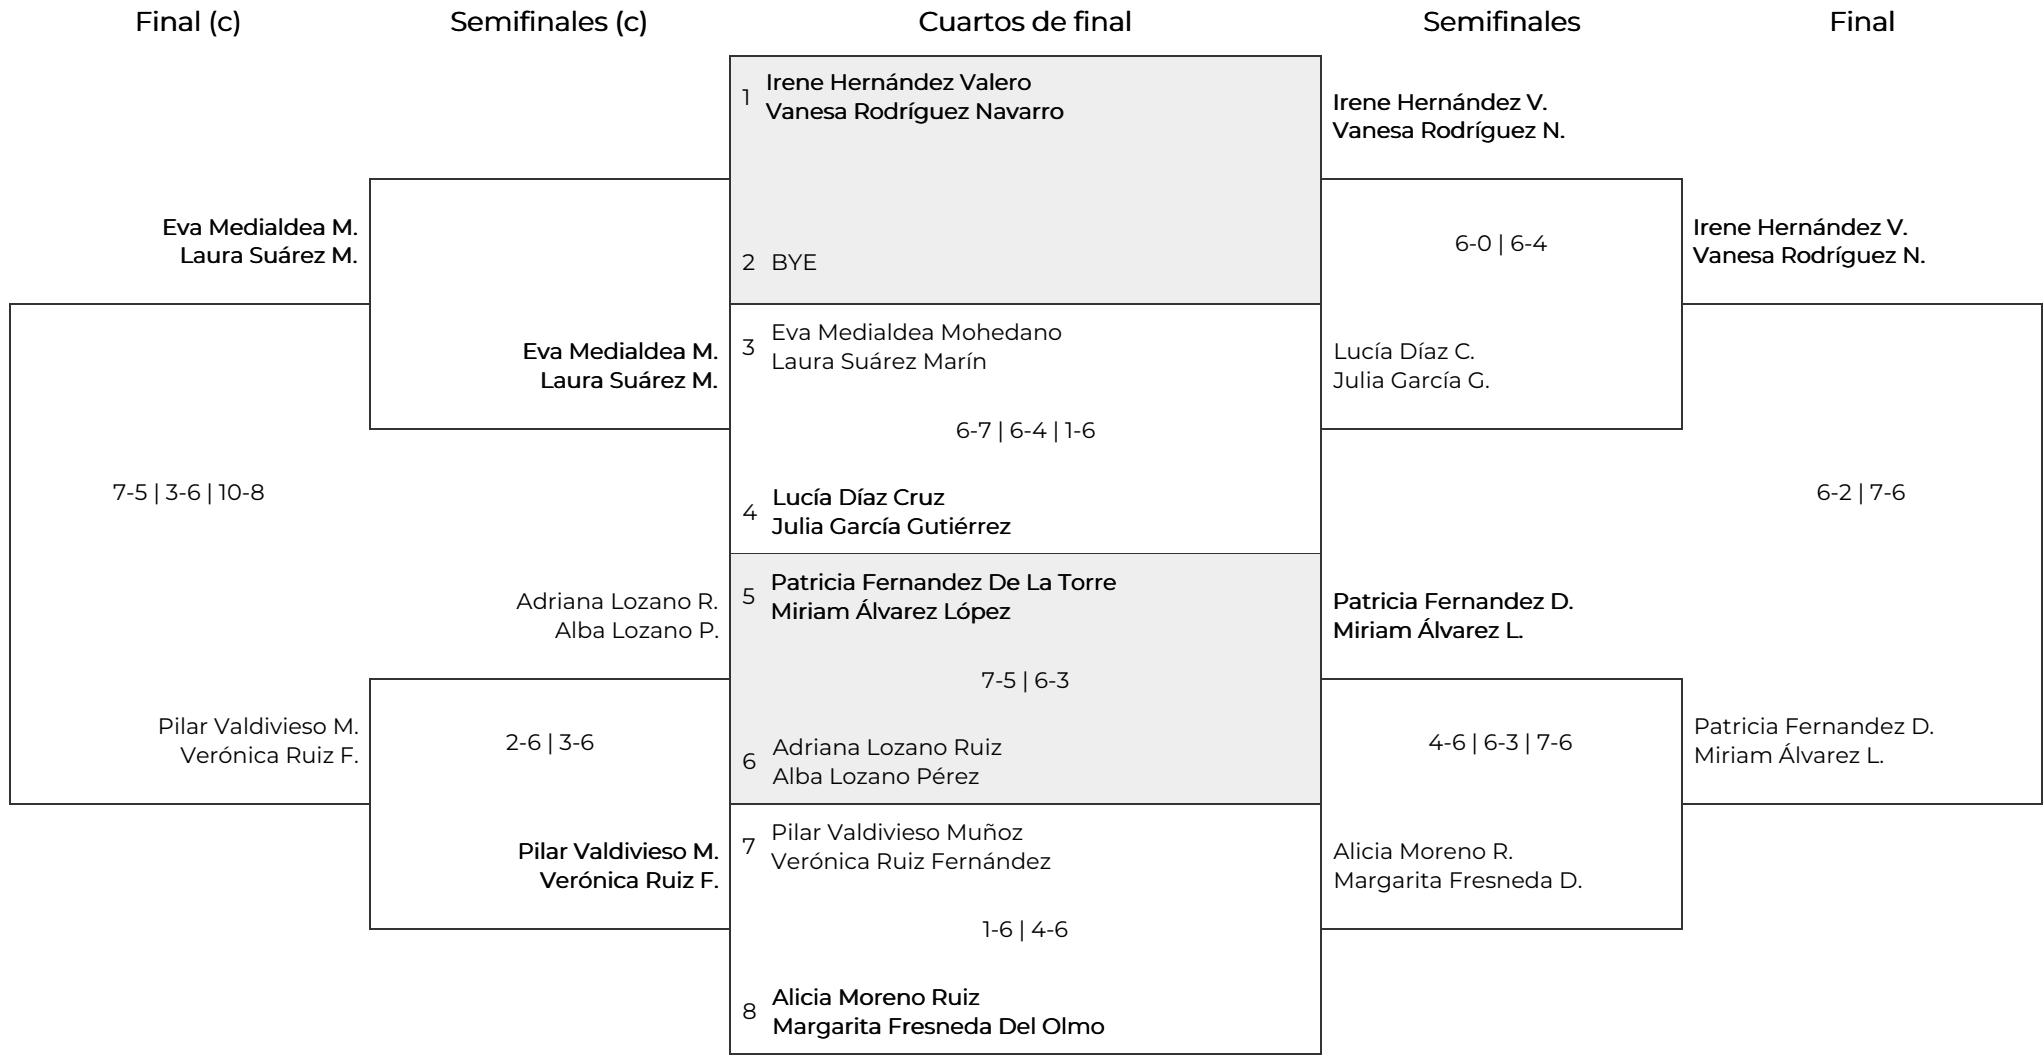 Final (c)
Semifinales (c)
Cuartos de final
Semifinales
Final
Eva Medialdea M.
Laura Suárez M.
7-5 | 3-6 | 10-8
Pilar Valdivieso M.
Verónica Ruiz F.
Eva Medialdea M.
Laura Suárez M.
Adriana Lozano R.
Alba Lozano P.
2-6 | 3-6
Pilar Valdivieso M.
Verónica Ruiz F.
1
Irene Hernández Valero
Vanesa Rodríguez Navarro
2 BYE
3
Eva Medialdea Mohedano
Laura Suárez Marín
6-7 | 6-4 | 1-6
4
Lucía Díaz Cruz
Julia García Gutiérrez
5
Patricia Fernandez De La Torre
Miriam Álvarez López
7-5 | 6-3
6
Adriana Lozano Ruiz
Alba Lozano Pérez
7
Pilar Valdivieso Muñoz
Verónica Ruiz Fernández
1-6 | 4-6
8
Alicia Moreno Ruiz
Margarita Fresneda Del Olmo
Irene Hernández V.
Vanesa Rodríguez N.
6-0 | 6-4
Lucía Díaz C.
Julia García G.
Patricia Fernandez D.
Miriam Álvarez L.
4-6 | 6-3 | 7-6
Alicia Moreno R.
Margarita Fresneda D.
Irene Hernández V.
Vanesa Rodríguez N.
6-2 | 7-6
Patricia Fernandez D.
Miriam Álvarez L.